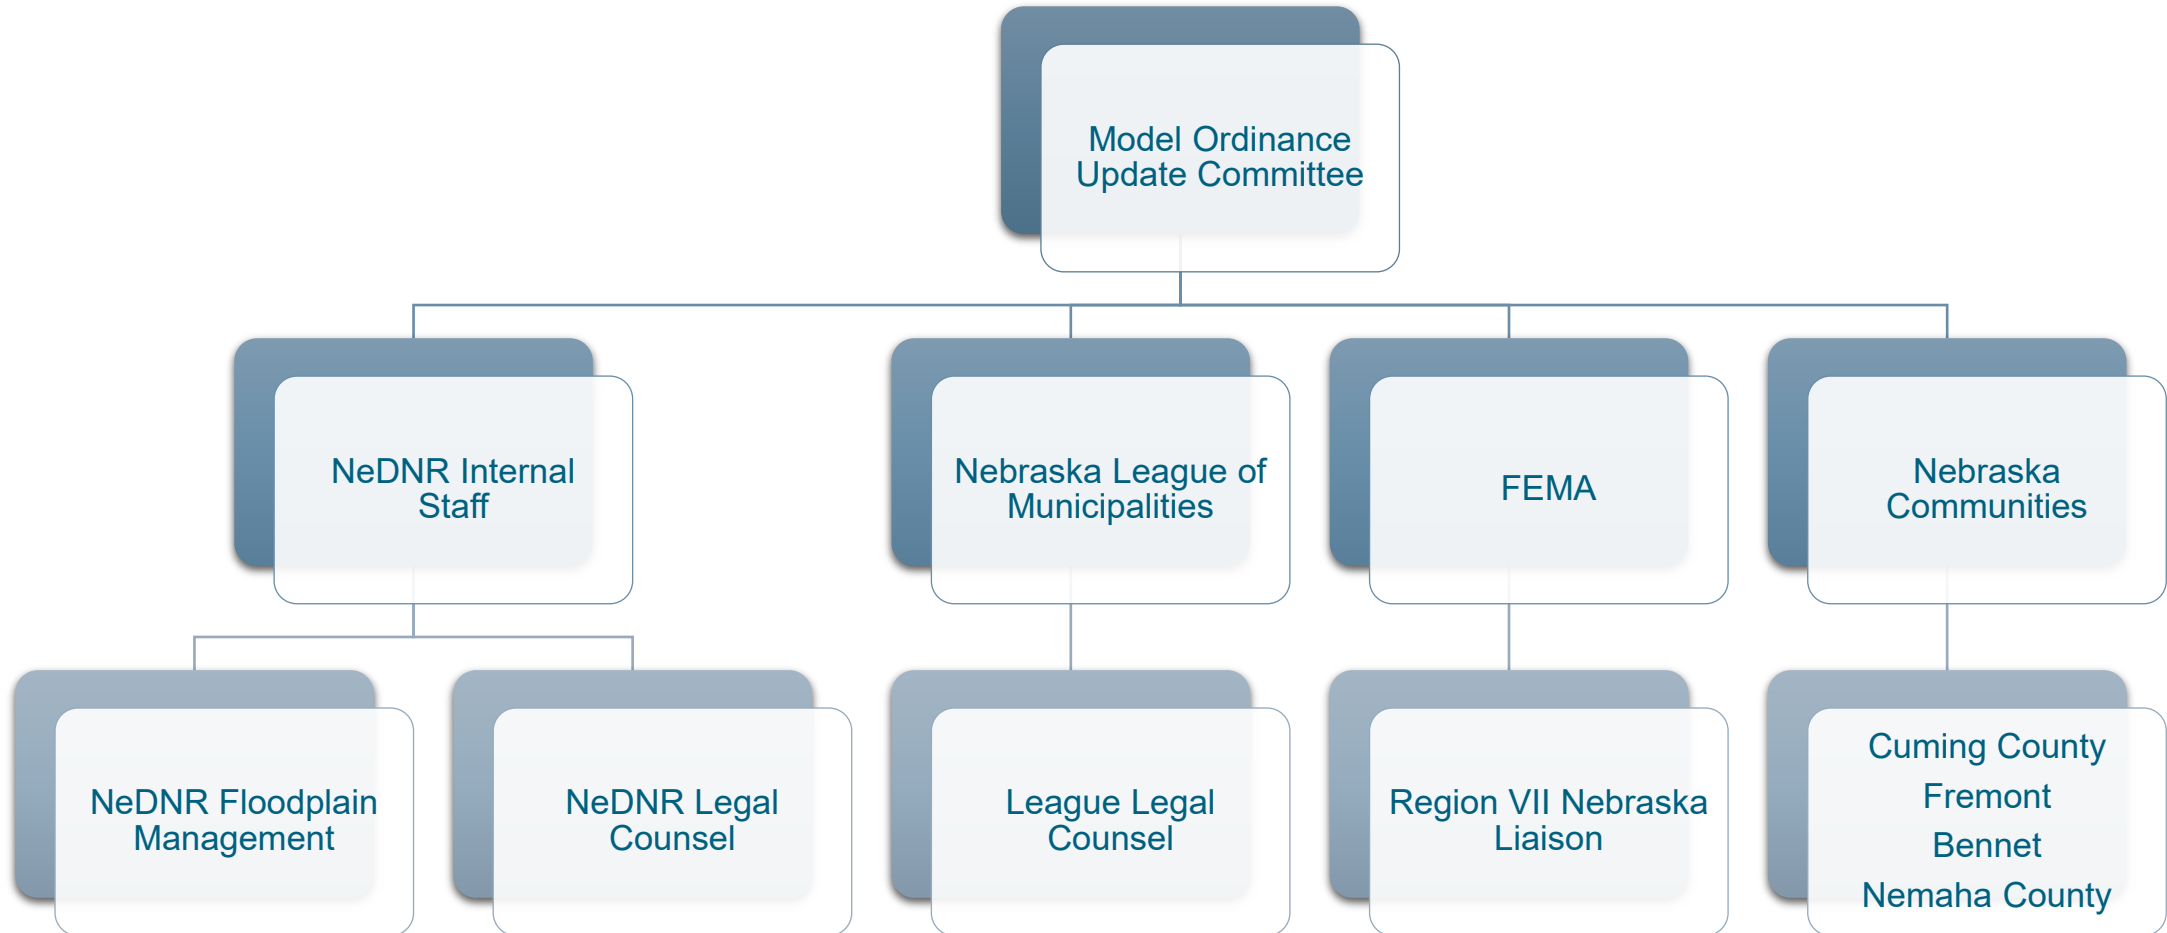 Model Ordinance
Update Committee
NeDNR Internal
Staff
Nebraska League of
Municipalities
FEMA
Nebraska
Communities
NeDNR Floodplain
Management
NeDNR Legal
Counsel
League Legal
Counsel
Region VII Nebraska
Liaison
Cuming County
Fremont
Bennet
Nemaha County